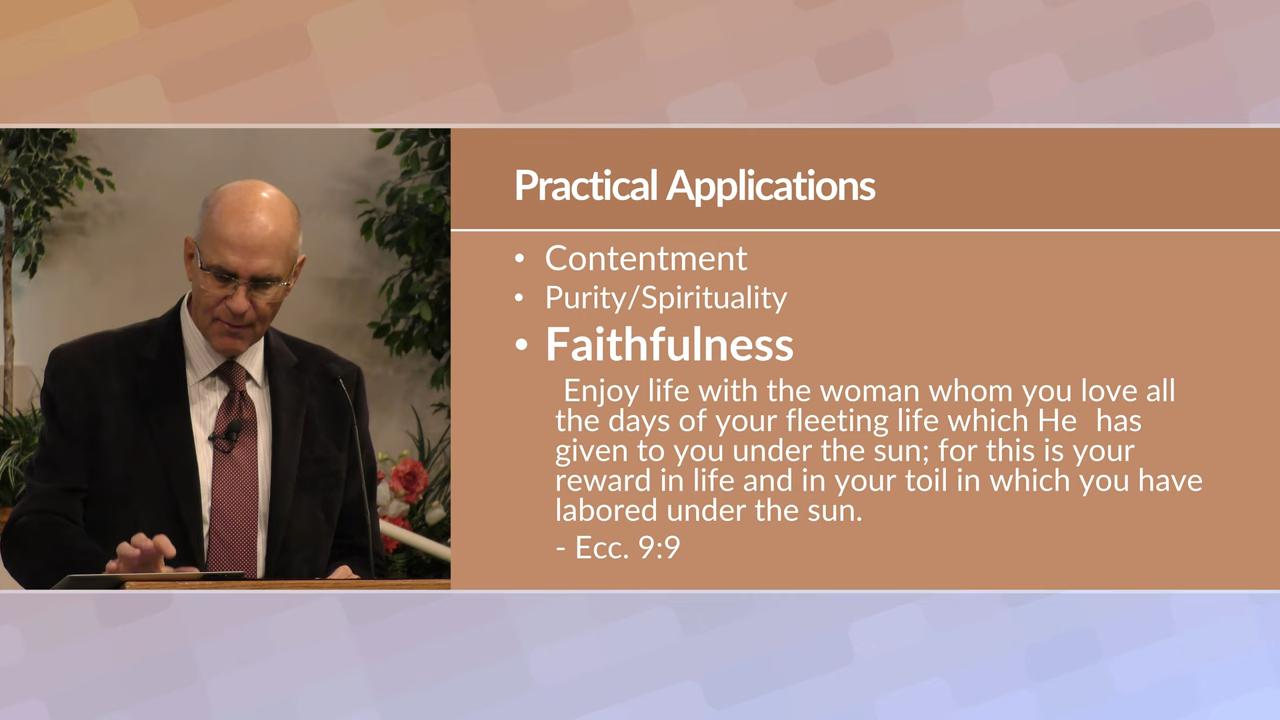 Practical Applications
• Contentment
• Purity/Spirituality
• Faithfulness
Enjoy life with the woman whom you love all
the days of your fleeting life which He has
given to you under the sun; for this is your
reward in life and in your toil in which you have
labored under the sun.
- Ecc. 9:9